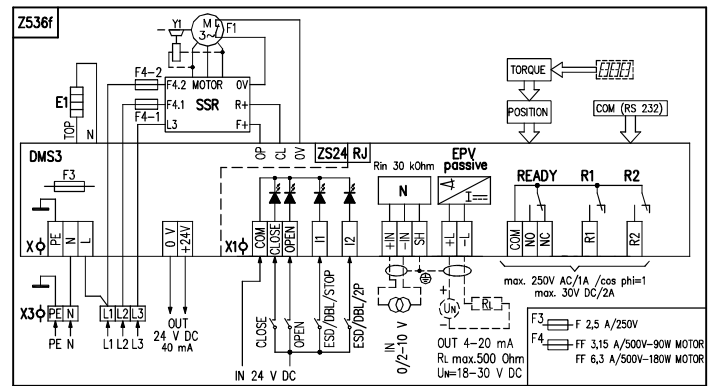 Z536f
Y1
M
3~
F1
F4-2
F4.2 MOTOR 0V
E1
F4.1 SSR R+
F4-1
L3 F+
TOP
N
OP
CL
0V
TORQUE
POSITION
COM (RS 232)
DMS3
ZS24 RJ
Rin 30 kOhm
N
EPV
passive
I
READY R1 R2
F3
X
PE
N
L
0 V
+24V
X1
COM
CLOSE
OPEN
I1
I2
+IN
-IN
SH
+L
-L
COM
NO
NC
R1
R2
max. 250V AC/1A /cos phi=1
max. 30V DC/2A
X3 PE N L1 L2 L3
PE N L1 L2 L3
OUT
24 V DC
40 mA
CLOSE
OPEN
ESD/DBL/STOP
ESD/DBL/2P
IN 24 V DC
IN
0/2-10 V
+
UN
-
RL
OUT 4-20 mA
RL max.500 Ohm
UN=18-30 V DC
F3 F 2,5 A/250V
F4 FF 3,15 A/500V-90W MOTOR
FF 6,3 A/500V-180W MOTOR